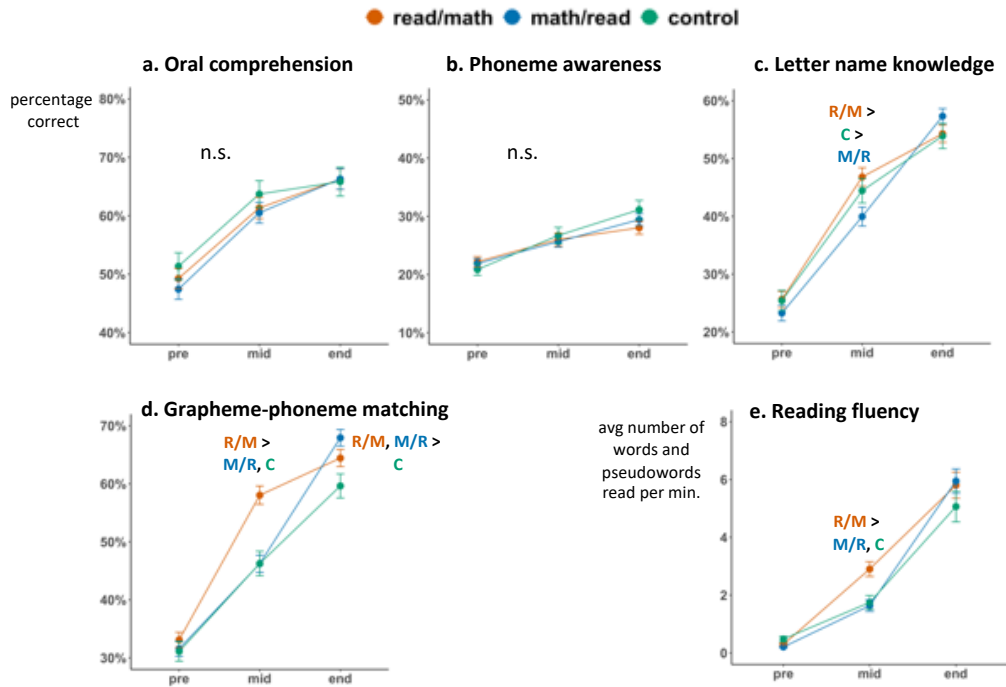 read/math math/read control
a. Oral comprehension
percentage
correct
80%
70%
60%
50%
40%
n.s.
pre mid end
b. Phoneme awareness
50%
40%
30%
20%
10%
n.s.
pre mid end
c. Letter name knowledge
60%
50%
40%
30%
20%
R/M >
C >
M/R
pre mid end
d. Grapheme-phoneme matching
70%
60%
50%
40%
30%
R/M >
M/R, C
R/M, M/R >
C
pre mid end
e. Reading fluency
avg number of
words and
pseudowords
read per min.
8
6
4
2
0
R/M >
M/R, C
pre mid end